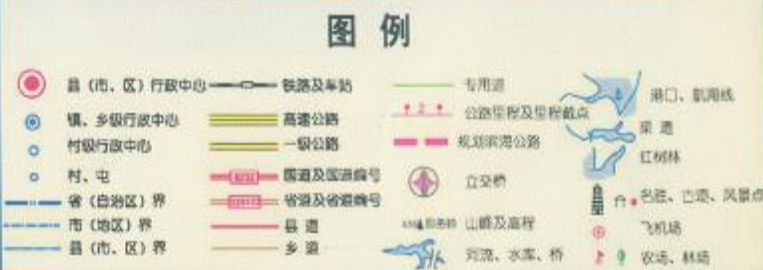 图 例
县（市、区）行政中心
镇、乡级行政中心
村级行政中心
村、屯
省（自治区）界
市（地区）界
县（市、区）界
铁路及车站
高速公路
一级公路
国道及国道编号
省道及省道编号
县 道
乡 道
专用道
2
公路里程及里程截点
规划滨海公路
立交桥
山峰及高程
河流、水库、桥
港口、航海线
渠 道
红树林
名胜、古迹、风景点
飞机场
农场、林场